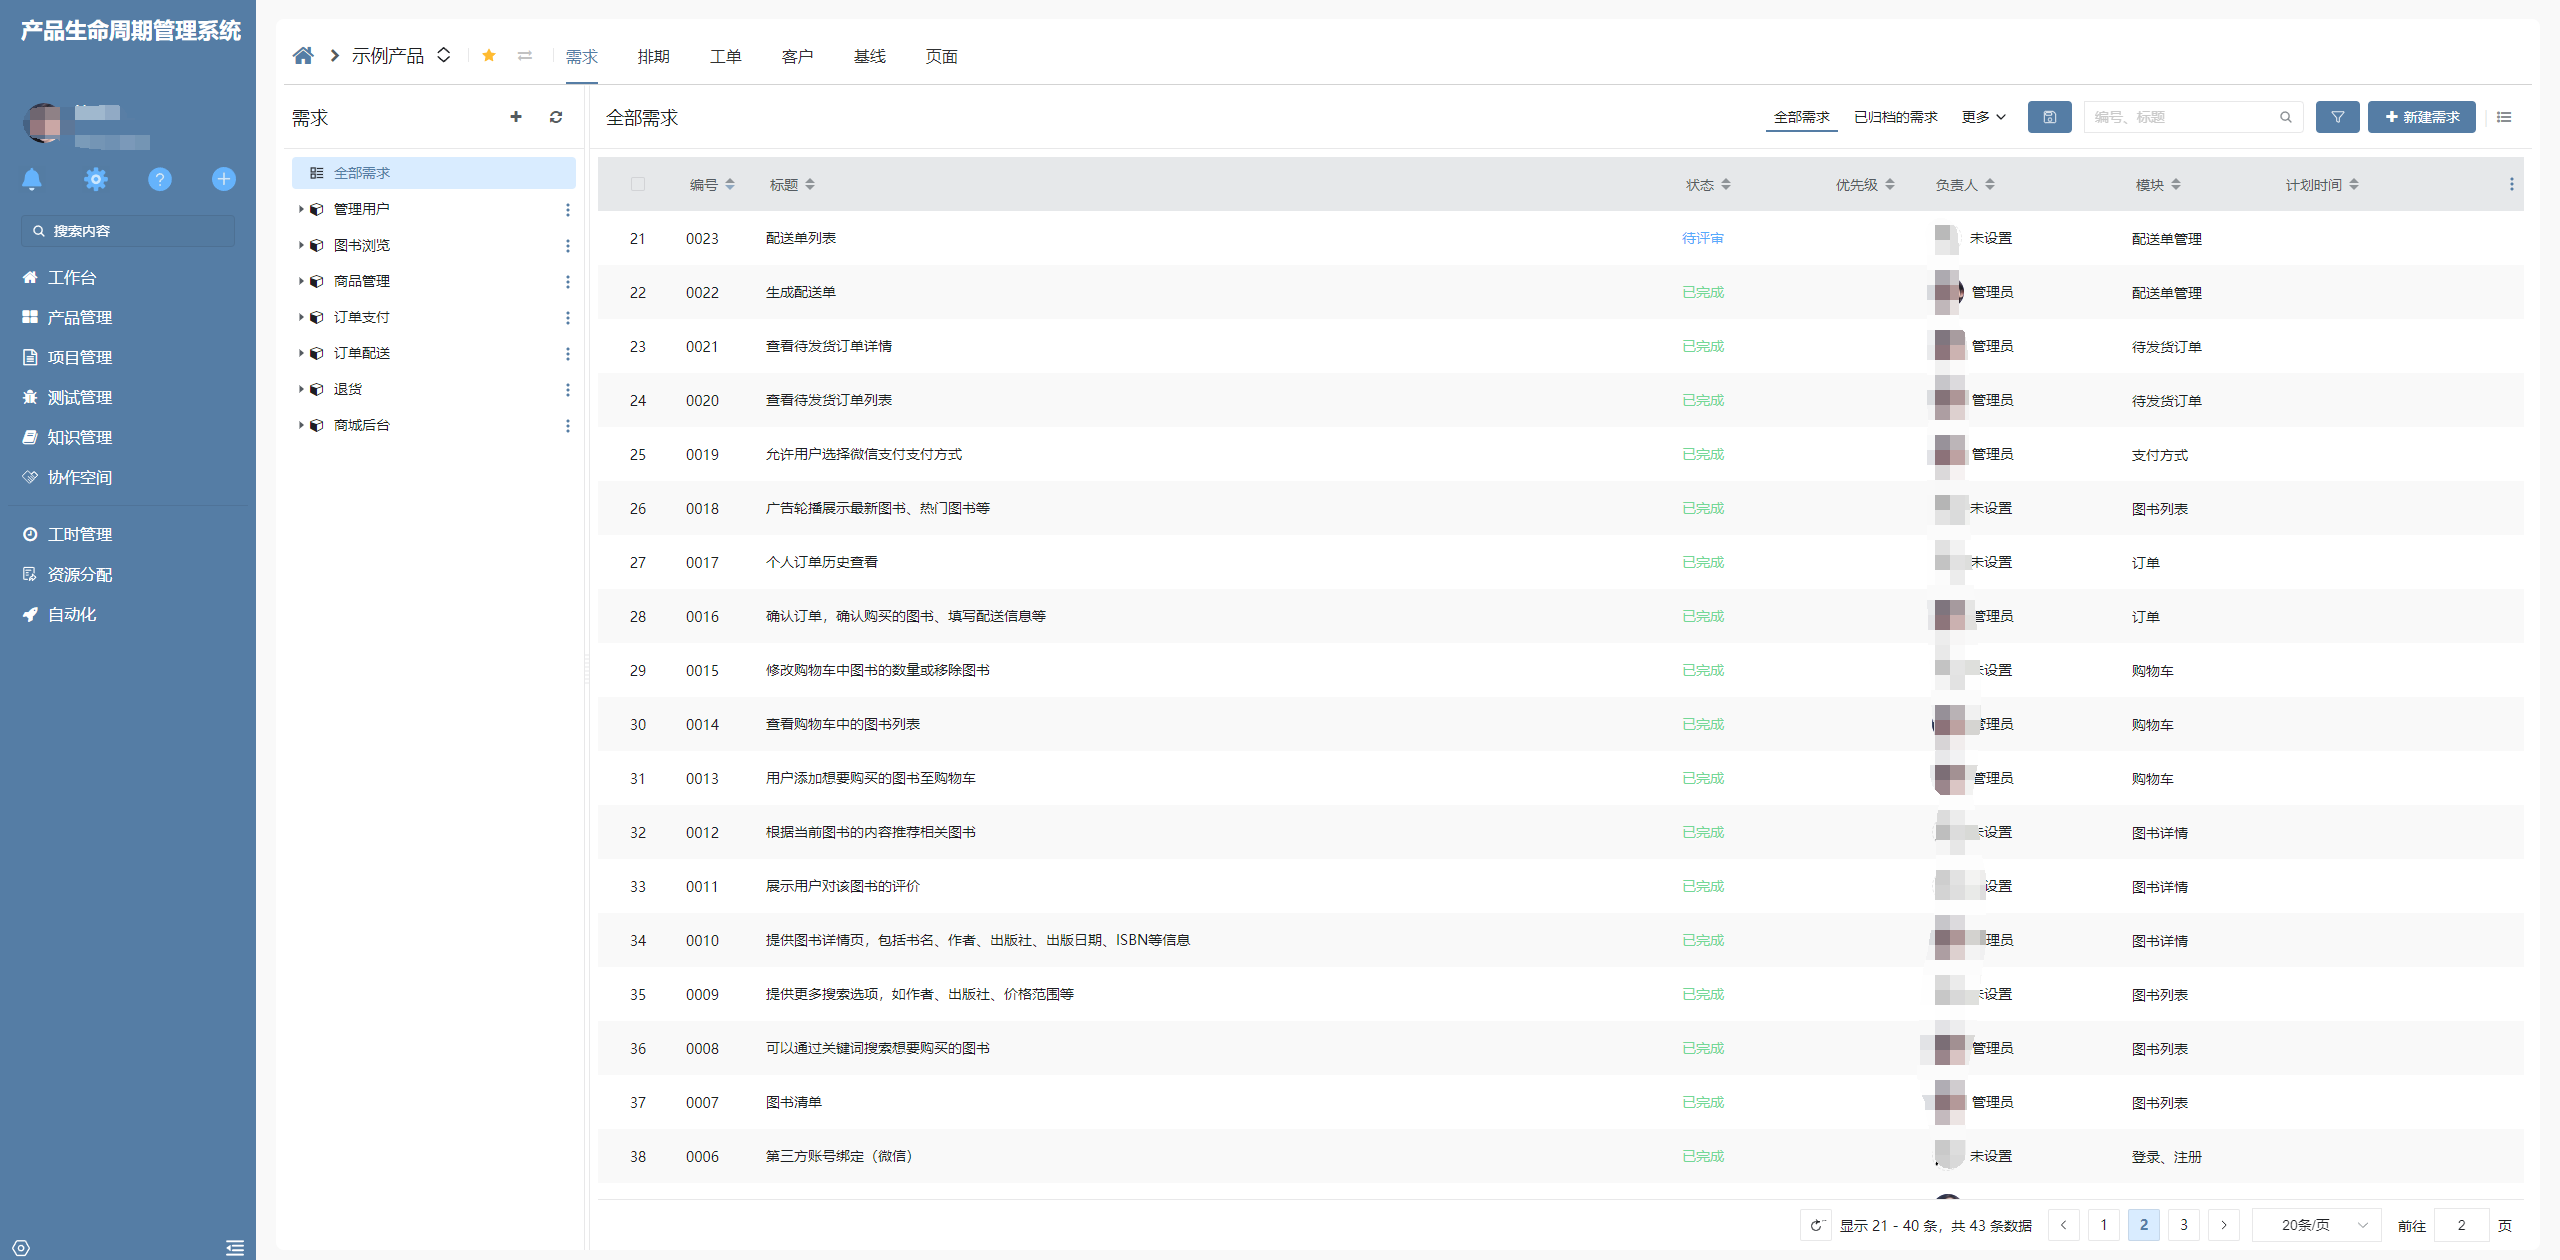 产品生命周期管理系统
搜索内容
工作台
产品管理
项目管理
测试管理
知识管理
协作空间
工时管理
资源分配
自动化
示例产品 需求 排期 工单 客户 基线 页面
需求
全部需求
管理用户
图书浏览
商品管理
订单支付
订单配送
退货
商城后台
全部需求 全部需求 已归档的需求 更多 编号、标题 新建需求
编号 标题 状态 优先级 负责人 模块 计划时间
21 0023 配送单列表 待评审 未设置 配送单管理
22 0022 生成配送单 已完成 管理员 配送单管理
23 0021 查看待发货订单详情 已完成 管理员 待发货订单
24 0020 查看待发货订单列表 已完成 管理员 待发货订单
25 0019 允许用户选择微信支付支付方式 已完成 管理员 支付方式
26 0018 广告轮播展示最新图书、热门图书等 已完成 未设置 图书列表
27 0017 个人订单历史查看 已完成 未设置 订单
28 0016 确认订单，确认购买的图书、填写配送信息等 已完成 管理员 订单
29 0015 修改购物车中图书的数量或移除图书 已完成 未设置 购物车
30 0014 查看购物车中的图书列表 已完成 管理员 购物车
31 0013 用户添加想要购买的图书至购物车 已完成 管理员 购物车
32 0012 根据当前图书的内容推荐相关图书 已完成 未设置 图书详情
33 0011 展示用户对该图书的评价 已完成 设置 图书详情
34 0010 提供图书详情页，包括书名、作者、出版社、出版日期、ISBN等信息 已完成 理员 图书详情
35 0009 提供更多搜索选项，如作者、出版社、价格范围等 已完成 未设置 图书列表
36 0008 可以通过关键词搜索想要购买的图书 已完成 管理员 图书列表
37 0007 图书清单 已完成 管理员 图书列表
38 0006 第三方账号绑定（微信） 已完成 未设置 登录、注册
显示 21 - 40 条，共 43 条数据 1 2 3 20条/页 前往 2 页